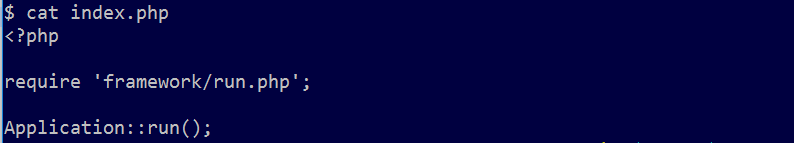 $ cat index.php
<?php
require 'framework/run.php';
Application::run();